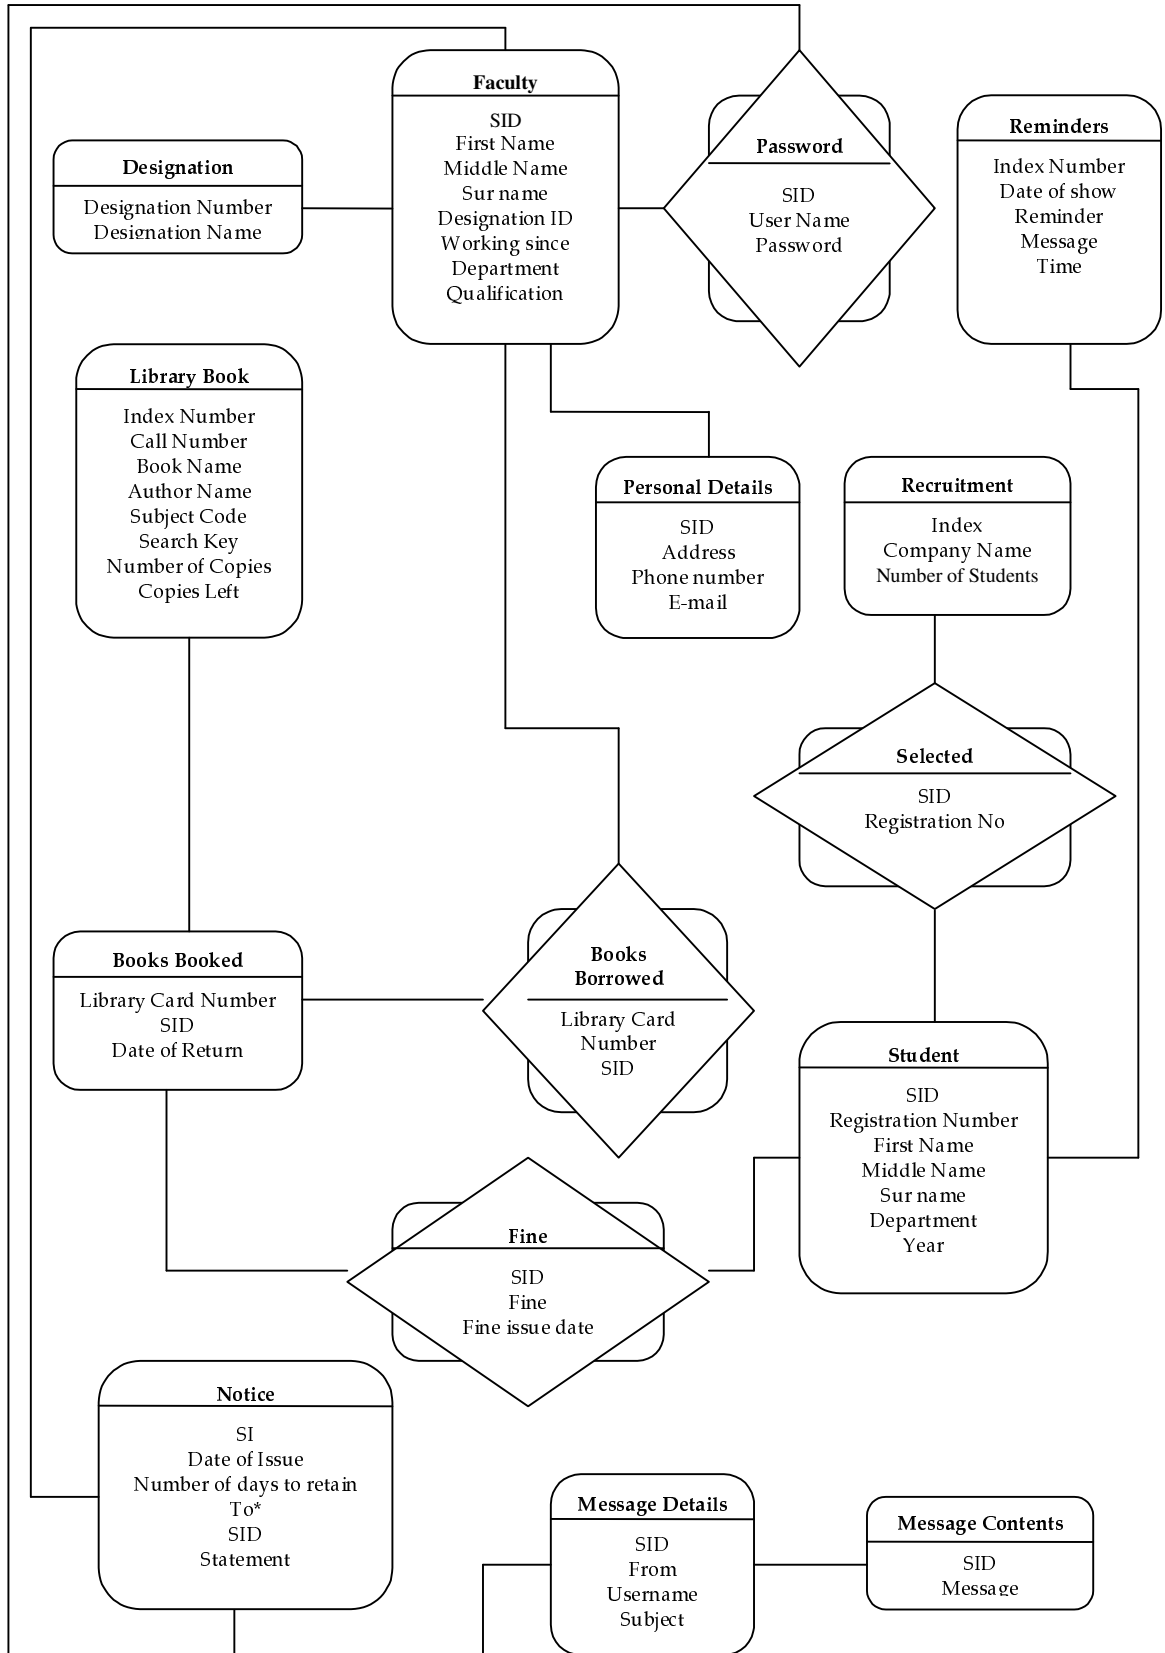 Faculty
SID
First Name
Middle Name
Sur name
Designation ID
Working since
Department
Qualification
Password
SID
User Name
Password
Reminders
Index Number
Date of show
Reminder
Message
Time
Designation
Designation Number
Designation Name
Library Book
Index Number
Call Number
Book Name
Author Name
Subject Code
Search Key
Number of Copies
Copies Left
Personal Details
SID
Address
Phone number
E-mail
Recruitment
Index
Company Name
Number of Students
Selected
SID
Registration No
Books Booked
Library Card Number
SID
Date of Return
Books
Borrowed
Library Card
Number
SID
Student
SID
Registration Number
First Name
Middle Name
Sur name
Department
Year
Fine
SID
Fine
Fine issue date
Notice
SI
Date of Issue
Number of days to retain
To*
SID
Statement
Message Details
SID
From
Username
Subject
Message Contents
SID
Message